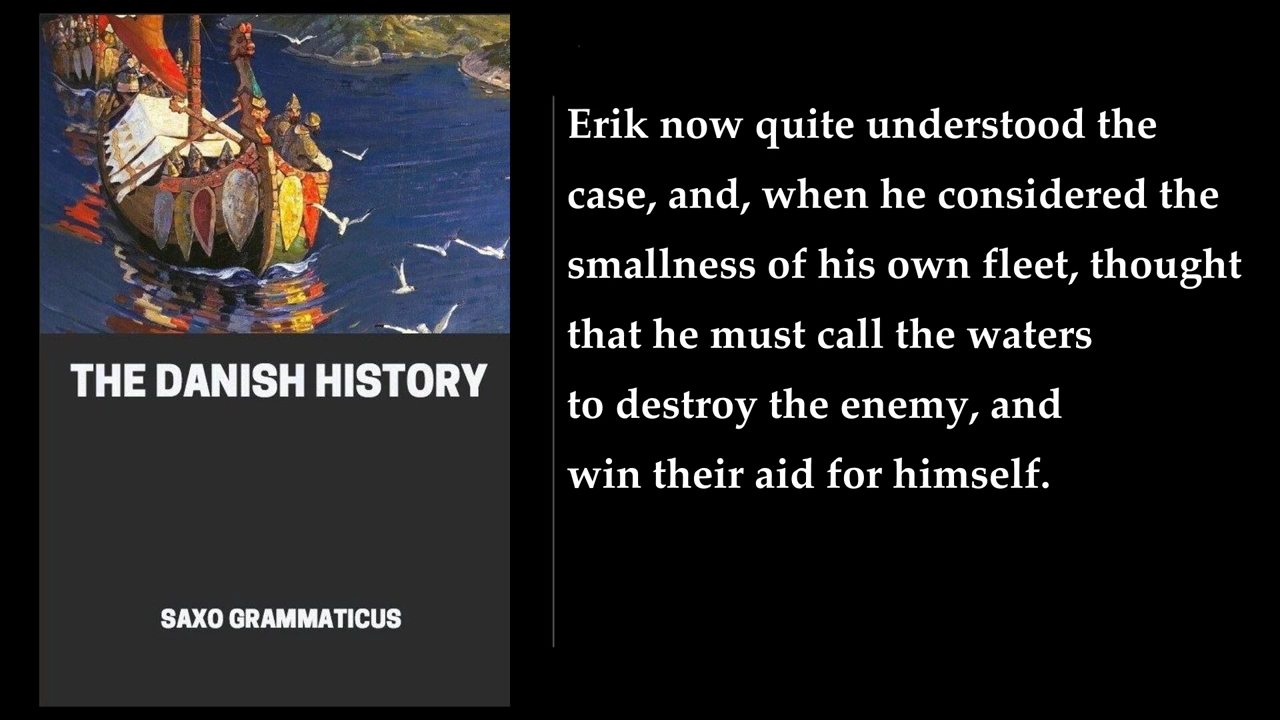 THE DANISH HISTORY
SAXO GRAMMATICUS
Erik now quite understood the
case, and, when he considered the
smallness of his own fleet, thought
that he must call the waters
to destroy the enemy, and
win their aid for himself.